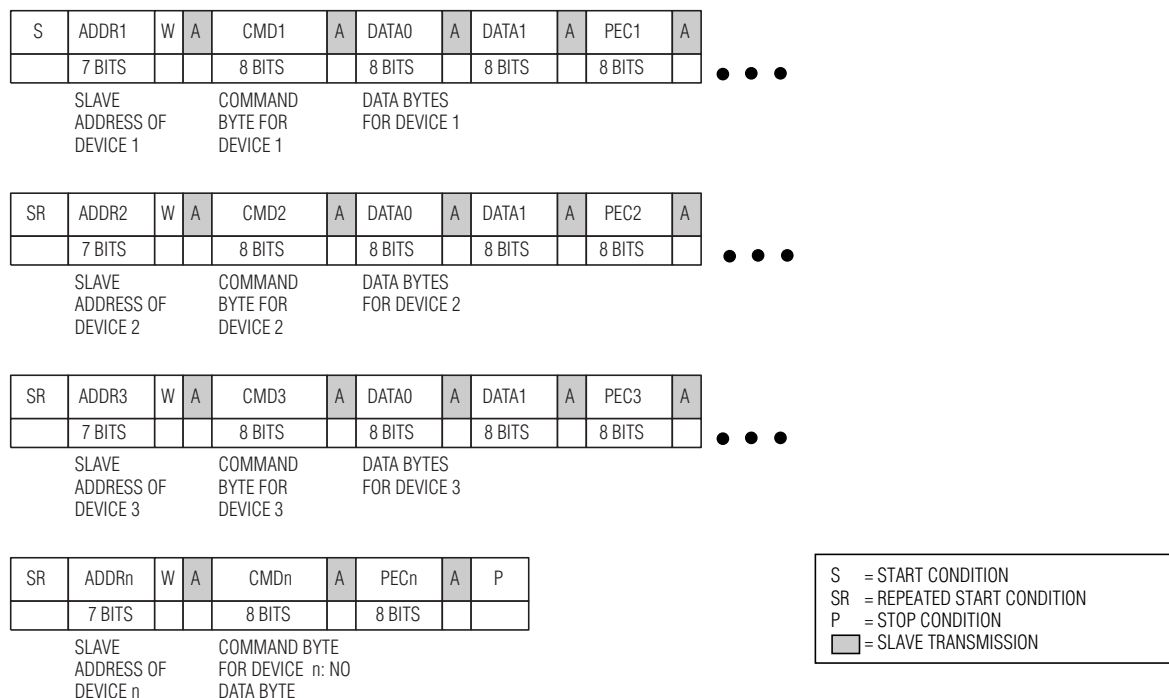 S ADDR1 W A CMD1 A DATA0 A DATA1 A PEC1 A
7 BITS 8 BITS 8 BITS 8 BITS 8 BITS
SLAVE
ADDRESS OF
DEVICE 1
COMMAND
BYTE FOR
DEVICE 1
DATA BYTES
FOR DEVICE 1
SR ADDR2 W A CMD2 A DATA0 A DATA1 A PEC2 A
7 BITS 8 BITS 8 BITS 8 BITS 8 BITS
SLAVE
ADDRESS OF
DEVICE 2
COMMAND
BYTE FOR
DEVICE 2
DATA BYTES
FOR DEVICE 2
SR ADDR3 W A CMD3 A DATA0 A DATA1 A PEC3 A
7 BITS 8 BITS 8 BITS 8 BITS 8 BITS
SLAVE
ADDRESS OF
DEVICE 3
COMMAND
BYTE FOR
DEVICE 3
DATA BYTES
FOR DEVICE 3
SR ADDRn W A CMDn A PECn A P
7 BITS 8 BITS 8 BITS
SLAVE
ADDRESS OF
DEVICE n
COMMAND BYTE
FOR DEVICE n: NO
DATA BYTE
S = START CONDITION
SR = REPEATED START CONDITION
P = STOP CONDITION
= SLAVE TRANSMISSION